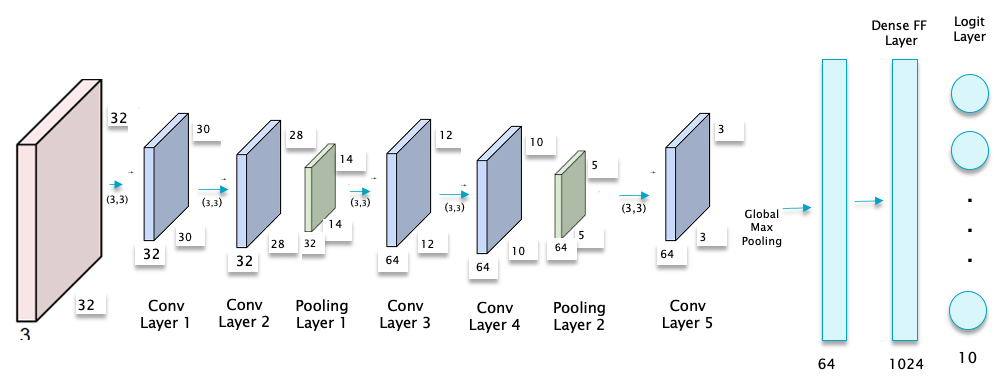 32
32
3
(3,3)
30
30
32
Conv
Layer 1
(3,3)
28
28
32
Conv
Layer 2
14
14
32
Pooling
Layer 1
(3,3)
12
12
64
Conv
Layer 3
(3,3)
10
10
64
Conv
Layer 4
5
5
64
Pooling
Layer 2
(3,3)
3
3
64
Conv
Layer 5
Global
Max
Pooling
64
Dense FF
Layer
1024
Logit
Layer
10